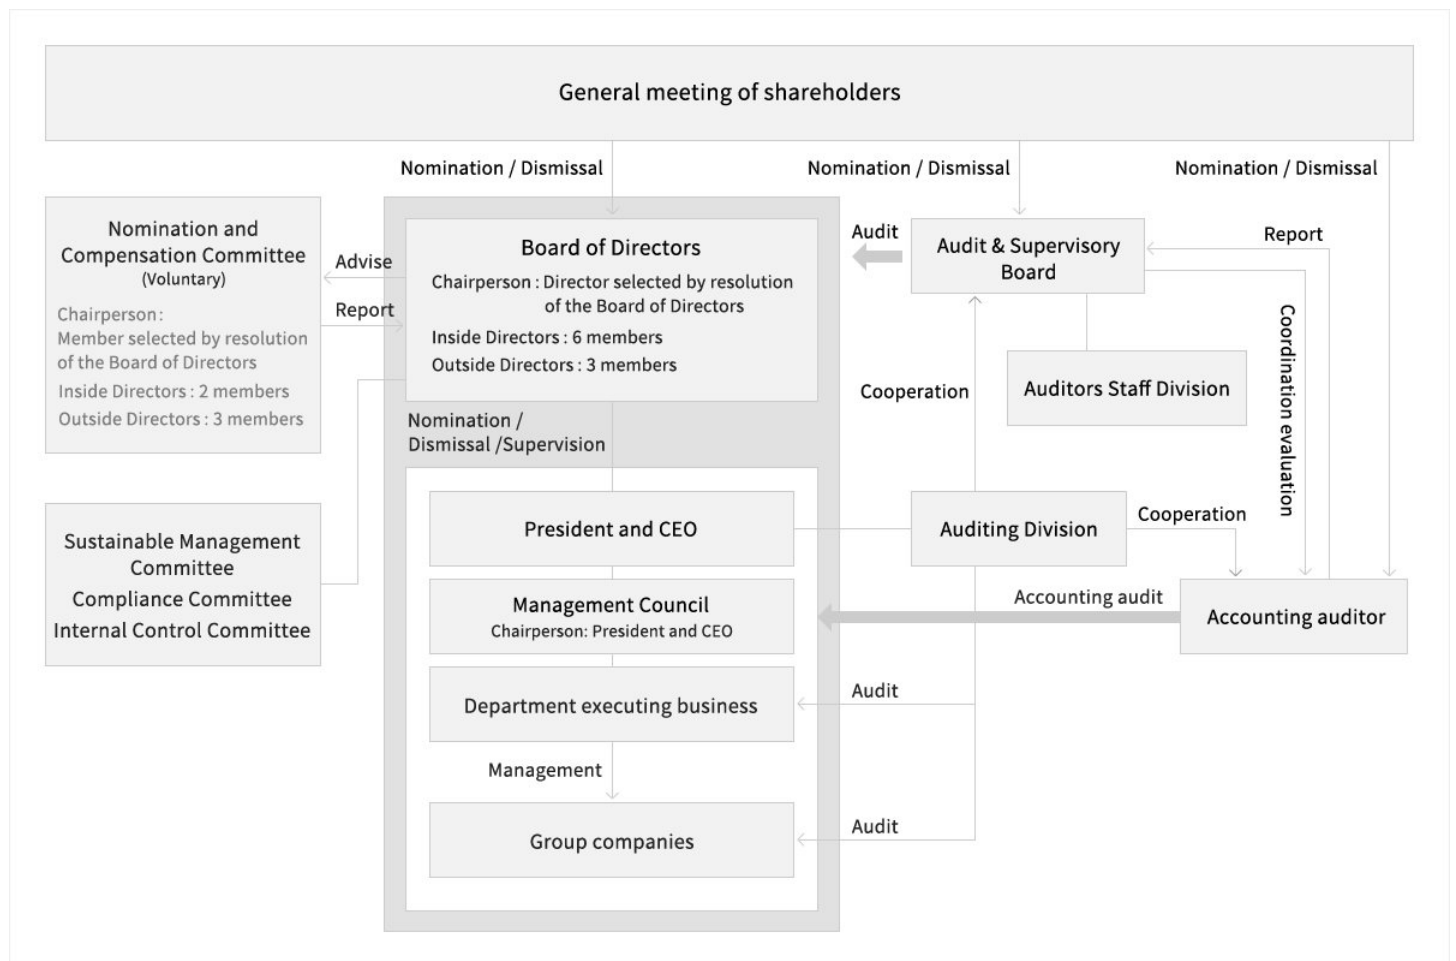 General meeting of shareholders
Nomination / Dismissal
Nomination / Dismissal
Nomination / Dismissal
Nomination and
Compensation Committee
(Voluntary)
Chairperson :
Member selected by resolution
of the Board of Directors
Inside Directors : 2 members
Outside Directors : 3 members
Advise
Report
Board of Directors
Chairperson : Director selected by resolution
of the Board of Directors
Inside Directors : 6 members
Outside Directors : 3 members
Audit
Audit & Supervisory
Board
Report
Coordination evaluation
Auditors Staff Division
Cooperation
Nomination /
Dismissal /Supervision
Sustainable Management
Committee
Compliance Committee
Internal Control Committee
President and CEO
Auditing Division
Cooperation
Management Council
Chairperson: President and CEO
Accounting audit
Accounting auditor
Department executing business
Audit
Management
Group companies
Audit